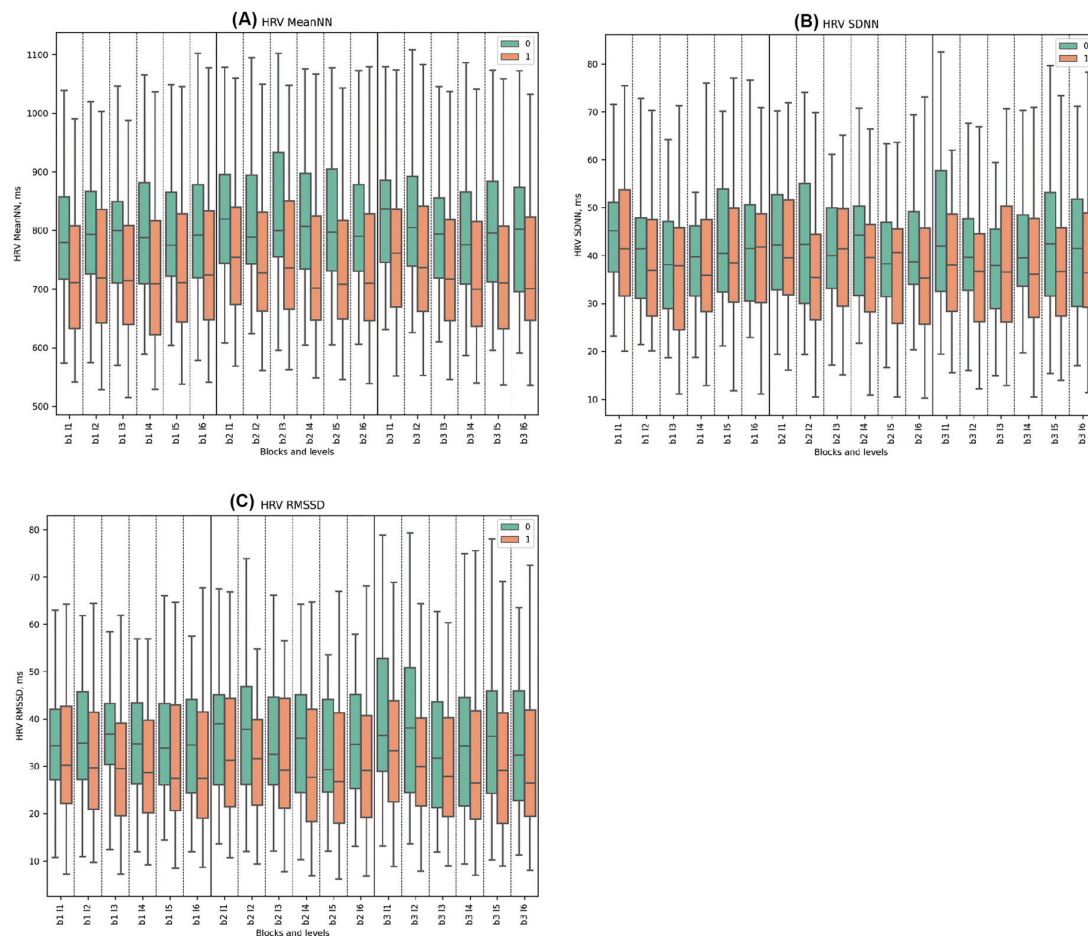 (A) HRV MeanNN
0
1
HRV MeanNN, ms
1100
1000
900
800
700
600
500
b1 l1
b1 l2
b1 l3
b1 l4
b1 l5
b1 l6
b2 l1
b2 l2
b2 l3
b2 l4
b2 l5
b2 l6
b3 l1
b3 l2
b3 l3
b3 l4
b3 l5
b3 l6
Blocks and levels
(B) HRV SDNN
0
1
HRV SDNN, ms
80
70
60
50
40
30
20
10
b1 l1
b1 l2
b1 l3
b1 l4
b1 l5
b1 l6
b2 l1
b2 l2
b2 l3
b2 l4
b2 l5
b2 l6
b3 l1
b3 l2
b3 l3
b3 l4
b3 l5
b3 l6
Blocks and levels
(C) HRV RMSSD
0
1
HRV RMSSD, ms
80
70
60
50
40
30
20
10
b1 l1
b1 l2
b1 l3
b1 l4
b1 l5
b1 l6
b2 l1
b2 l2
b2 l3
b2 l4
b2 l5
b2 l6
b3 l1
b3 l2
b3 l3
b3 l4
b3 l5
b3 l6
Blocks and levels